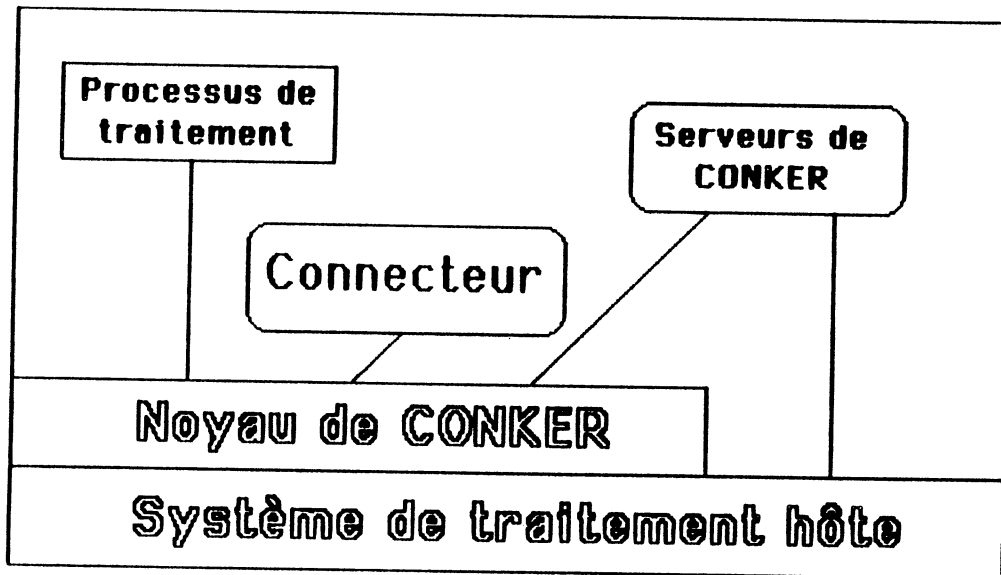 Processus de
traitement
Serveurs de
CONKER
Connecteur
Noyau de CONKER
Système de traitement hôte